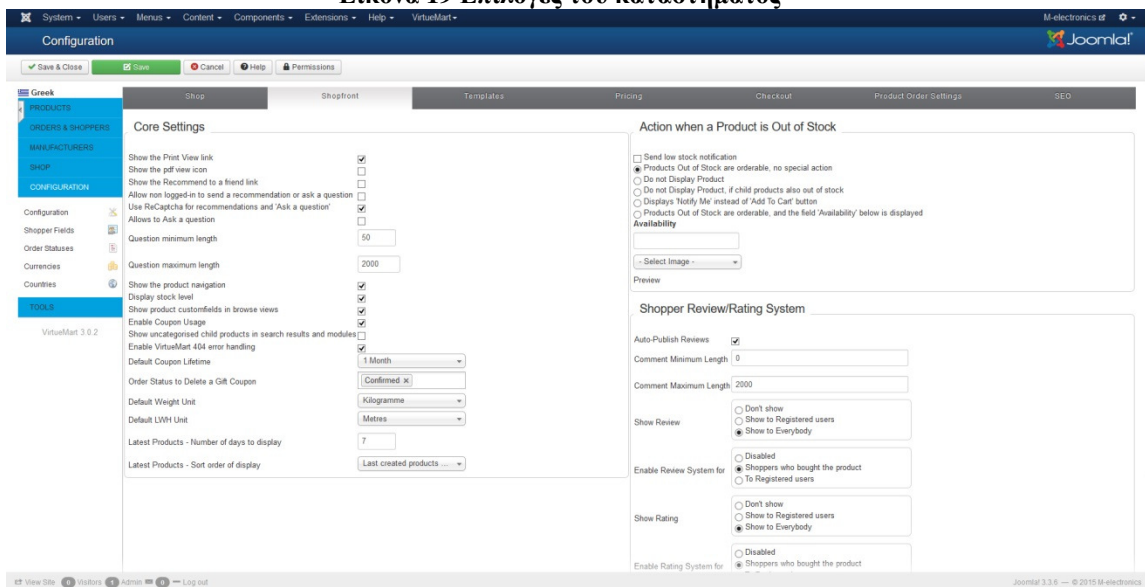 Εικόνα 19 Επιλογές του καταστήματος
System Users Menus Content Components Extensions Help VirtueMart M-electronics
Configuration Joomla!
Save & Close Save Cancel Help Permissions
Greek
PRODUCTS
ORDERS & SHOPPERS
MANUFACTURERS
SHOP
CONFIGURATION
Configuration
Shopper Fields
Order Statuses
Currencies
Countries
TOOLS
VirtueMart 3.0.2
Shop Shopfront Templates Pricing Checkout Product Order Settings SEO
Core Settings
Show the Print View link
Show the pdf view icon
Show the Recommend to a friend link
Allow non logged-in to send a recommendation or ask a question
Use ReCaptcha for recommendations and 'Ask a question'
Allows to Ask a question
Question minimum length 50
Question maximum length 2000
Show the product navigation
Display stock level
Show product customfields in browse views
Enable Coupon Usage
Show uncategorised child products in search results and modules
Enable VirtueMart 404 error handling
Default Coupon Lifetime 1 Month
Order Status to Delete a Gift Coupon Confirmed ×
Default Weight Unit Kilogramme
Default LWH Unit Metres
Latest Products - Number of days to display 7
Latest Products - Sort order of display Last created products ...
Action when a Product is Out of Stock
Send low stock notification
Products Out of Stock are orderable, no special action
Do not Display Product
Do not Display Product, if child products also out of stock
Displays 'Notify Me' instead of 'Add To Cart' button
Products Out of Stock are orderable, and the field 'Availability' below is displayed
Availability
- Select Image -
Preview
Shopper Review/Rating System
Auto-Publish Reviews
Comment Minimum Length 0
Comment Maximum Length 2000
Show Review
Don't show
Show to Registered users
Show to Everybody
Enable Review System for
Disabled
Shoppers who bought the product
To Registered users
Show Rating
Don't show
Show to Registered users
Show to Everybody
Enable Rating System for
Disabled
Shoppers who bought the product
View Site 0 Visitors 1 Admin 0 Log out Joomla! 3.3.6 — © 2015 M-electronics